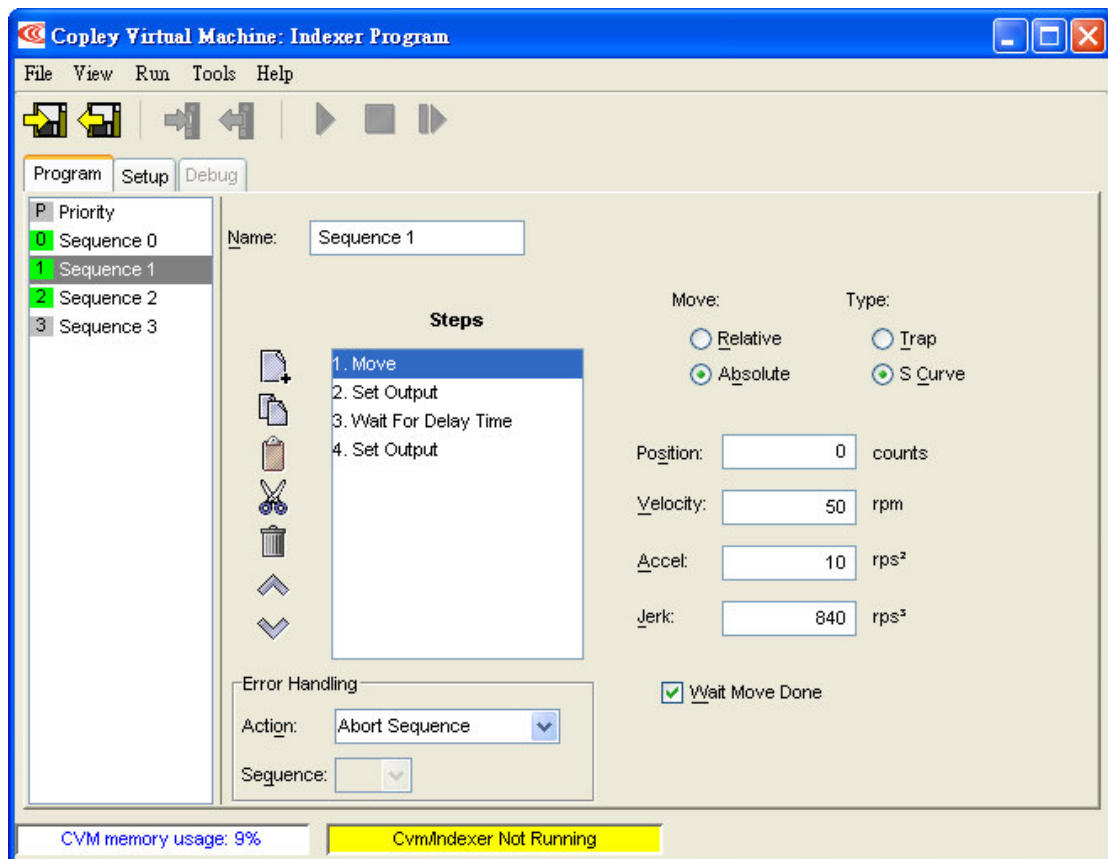 Copley Virtual Machine: Indexer Program
File View Run Tools Help
Program Setup Debug
P Priority
0 Sequence 0
1 Sequence 1
2 Sequence 2
3 Sequence 3
Name: Sequence 1
Steps
1. Move
2. Set Output
3. Wait For Delay Time
4. Set Output
Move: Type:
Relative Trap
Absolute S Curve
Position: 0 counts
Velocity: 50 rpm
Accel: 10 rps²
Jerk: 840 rps³
Wait Move Done
Error Handling
Action: Abort Sequence
Sequence:
CVM memory usage: 9%
Cvm/Indexer Not Running